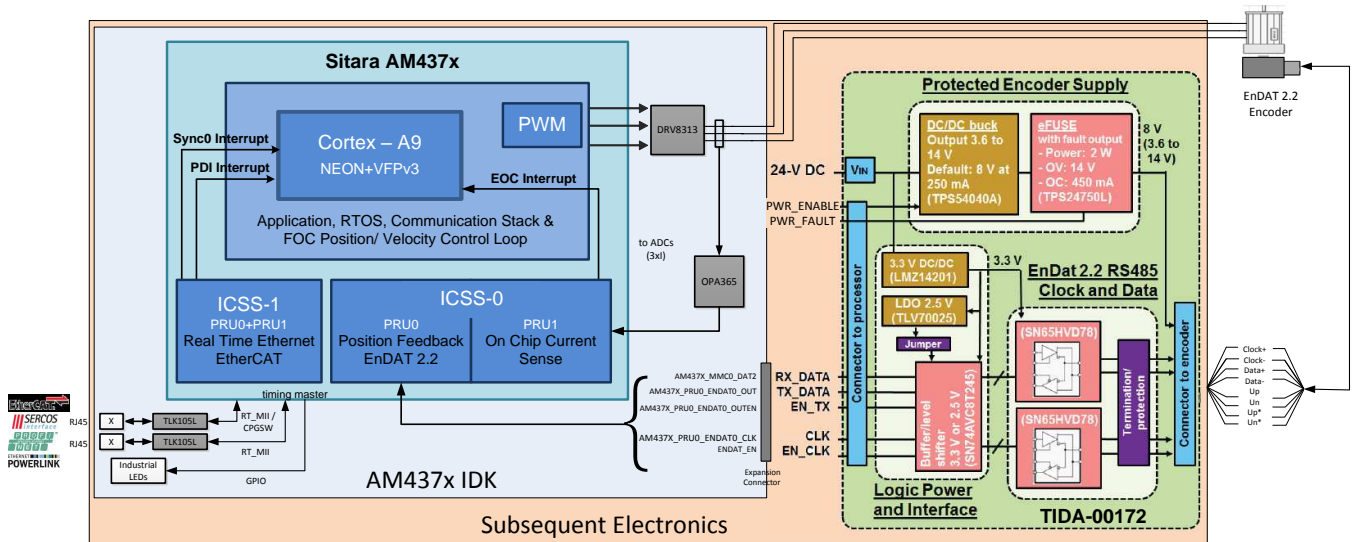 Sitara AM437x
Sync0 Interrupt
PDI Interrupt
Cortex – A9
NEON+VFPv3
PWM
EOC Interrupt
Application, RTOS, Communication Stack &
FOC Position/ Velocity Control Loop
ICSS-1
PRU0+PRU1
Real Time Ethernet
EtherCAT
ICSS-0
PRU0
Position Feedback
EnDAT 2.2
PRU1
On Chip Current
Sense
DRV8313
to ADCs
(3xI)
OPA365
timing master
EtherCAT
SERCOS
interface
PROFI
NET
ETHERNET
POWERLINK
RJ45
X
TLK105L
RT_MII /
CPGSW
RJ45
X
TLK105L
RT_MII
Industrial
LEDs
GPIO
AM437x IDK
AM437X_MMC0_DAT2
AM437X_PRU0_ENDAT0_OUT
AM437X_PRU0_ENDAT0_OUTEN
AM437X_PRU0_ENDAT0_CLK
ENDAT_EN
Expansion
Connector
Subsequent Electronics
24-V DC
PWR_ENABLE
PWR_FAULT
RX_DATA
TX_DATA
EN_TX
CLK
EN_CLK
VIN
Connector to processor
Protected Encoder Supply
DC/DC buck
Output 3.6 to
14 V
Default: 8 V at
250 mA
(TPS54040A)
eFUSE
with fault output
- Power: 2 W
- OV: 14 V
- OC: 450 mA
(TPS24750L)
8 V
(3.6 to
14 V)
3.3 V DC/DC
(LMZ14201)
3.3 V
LDO 2.5 V
(TLV70025)
Jumper
Buffer/level
shifter
3.3 V or 2.5 V
(SN74AVC8T245)
Logic Power
and Interface
EnDat 2.2 RS485
Clock and Data
(SN65HVD78)
(SN65HVD78)
Termination/
protection
Connector to encoder
TIDA-00172
EnDAT 2.2
Encoder
Clock+
Clock-
Data+
Data-
Up
Un
Up*
Un*